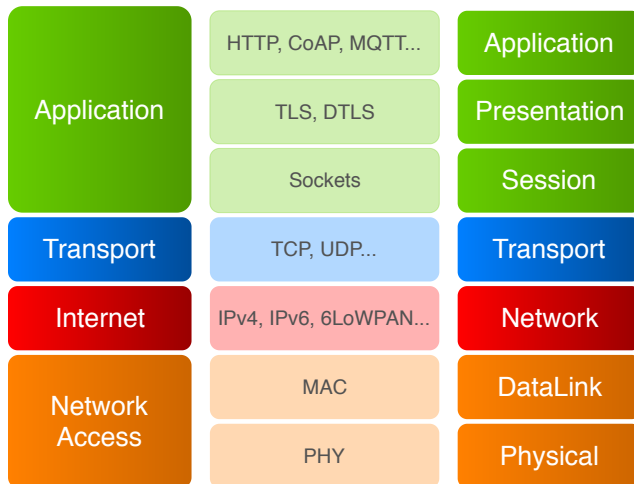 Application
HTTP, CoAP, MQTT...
Application
TLS, DTLS
Presentation
Sockets
Session
Transport
TCP, UDP...
Transport
Internet
IPv4, IPv6, 6LoWPAN...
Network
Network
Access
MAC
DataLink
PHY
Physical